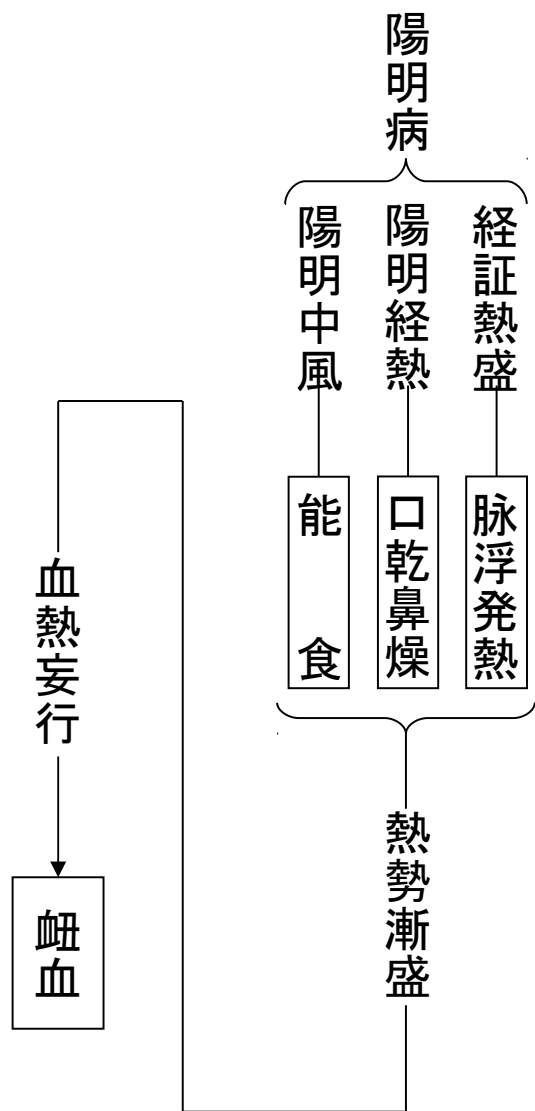 陽明病
経証熱盛
脉浮発熱
陽明経熱
口乾鼻燥
陽明中風
能食
熱勢漸盛
血熱妄行
衄血